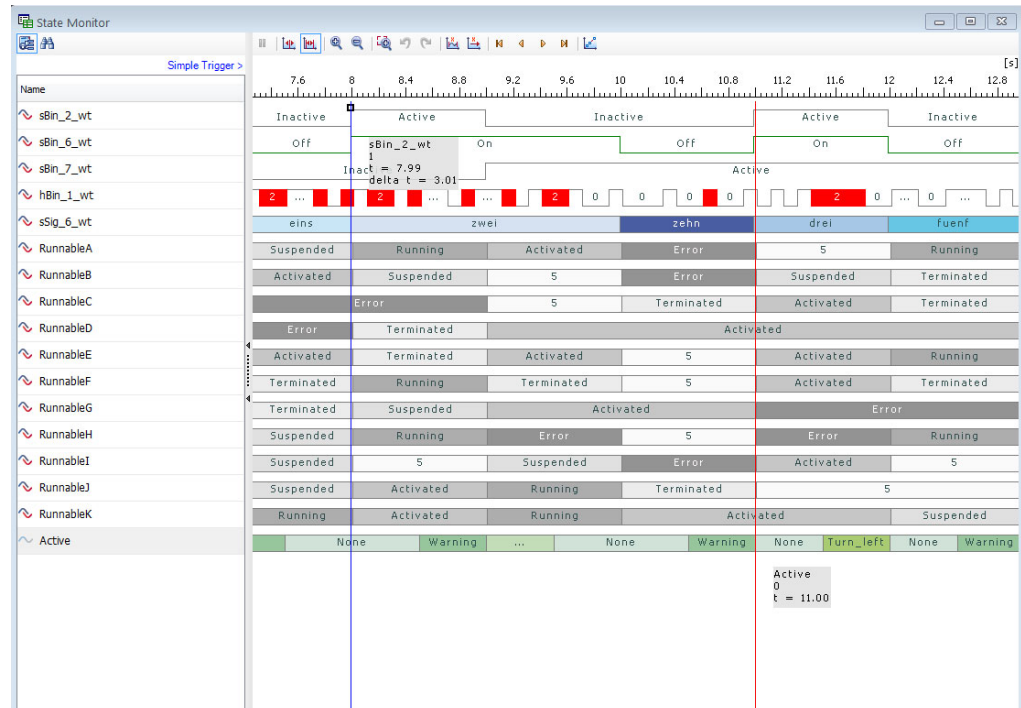 State Monitor
Simple Trigger >
[s]
Name
7.6 8 8.4 8.8 9.2 9.6 10 10.4 10.8 11.2 11.6 12 12.4 12.8
sBin_2_wt Inactive Active Inactive Active Inactive
sBin_6_wt Off On Off On Off
sBin_7_wt Active
sBin_2_wt
1
t = 7.99
delta t = 3.01
hBin_1_wt 2 ... 2 ... ... 2 0 0 0 0 2 0 ... 0 ...
sSig_6_wt eins zwei zehn drei fuenf
RunnableA Suspended Running Activated Error 5 Running
RunnableB Activated Suspended 5 Error Suspended Terminated
RunnableC Error 5 Terminated Activated Terminated
RunnableD Error Terminated Activated
RunnableE Activated Terminated Activated 5 Activated Running
RunnableF Terminated Running Terminated 5 Activated Terminated
RunnableG Terminated Suspended Activated Error
RunnableH Suspended Running Error 5 Error Running
RunnableI Suspended 5 Suspended Error Activated 5
RunnableJ Suspended Activated Running Terminated 5
RunnableK Running Activated Running Activated Suspended
Active None Warning ... None Warning None Turn_left None Warning
Active
0
t = 11.00